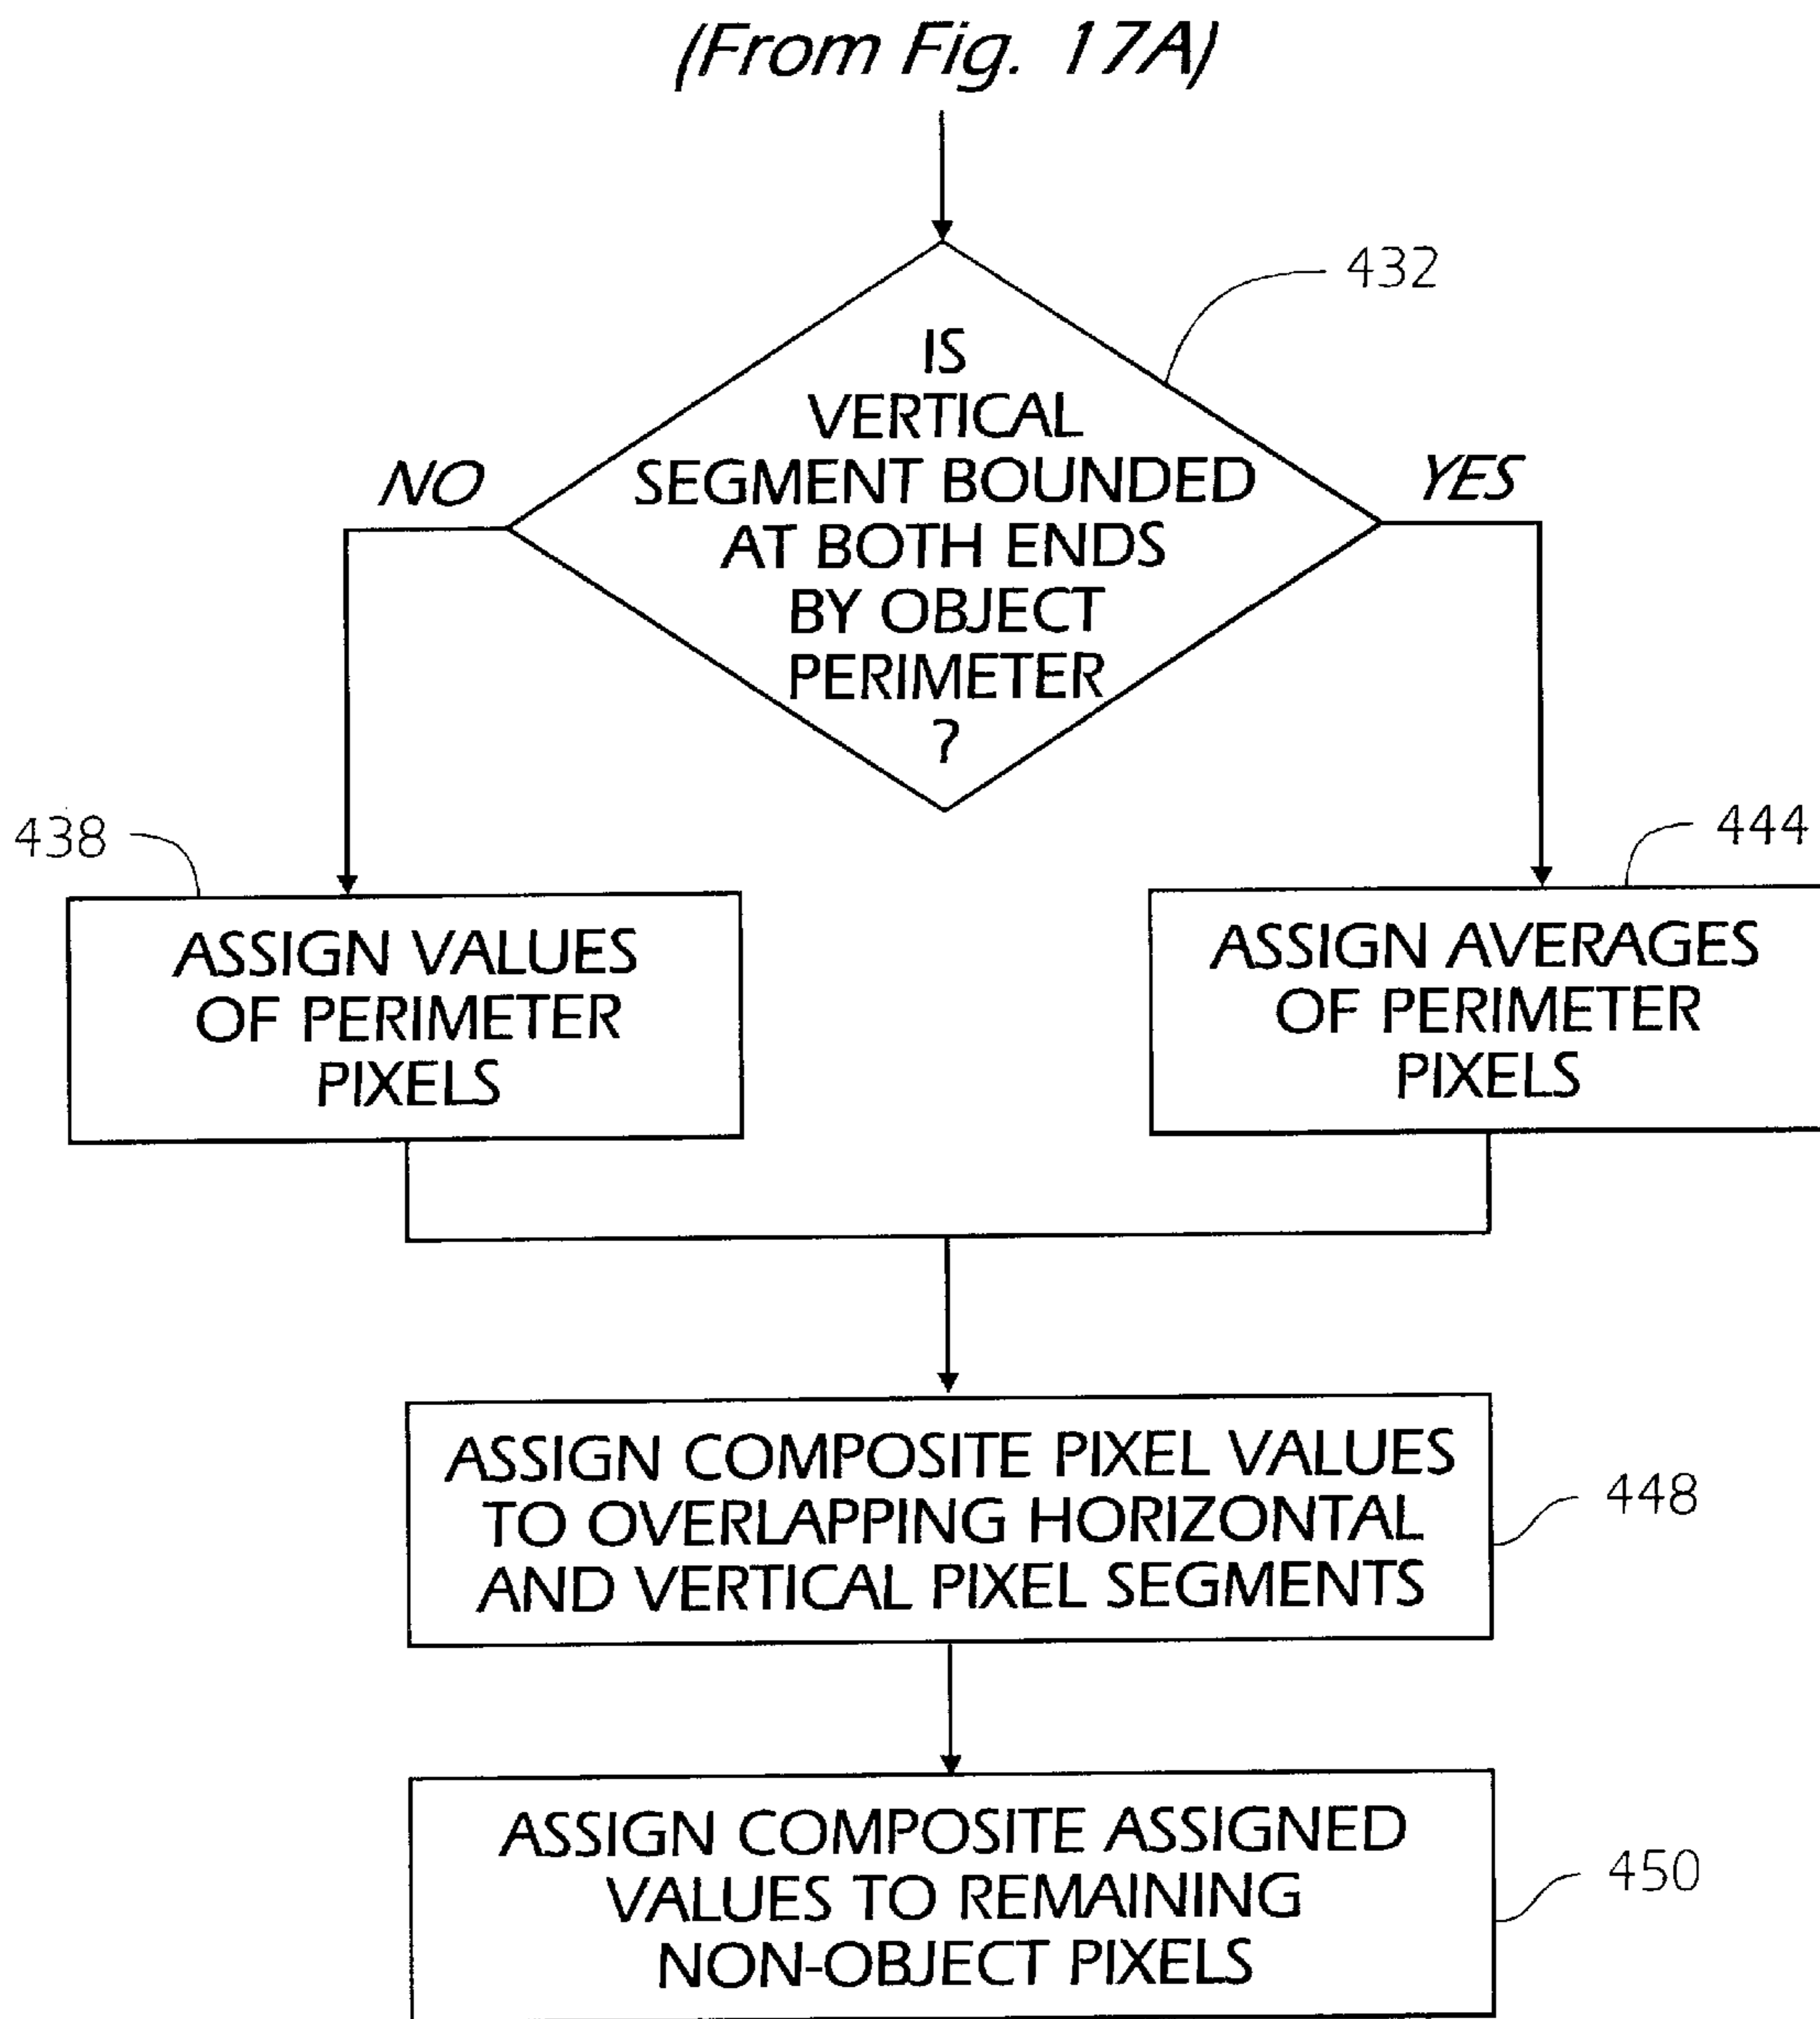 (From Fig. 17A)
432
IS
VERTICAL
SEGMENT BOUNDED
AT BOTH ENDS
BY OBJECT
PERIMETER
?
NO
YES
438
444
ASSIGN VALUES
OF PERIMETER
PIXELS
ASSIGN AVERAGES
OF PERIMETER
PIXELS
ASSIGN COMPOSITE PIXEL VALUES
TO OVERLAPPING HORIZONTAL
AND VERTICAL PIXEL SEGMENTS
448
ASSIGN COMPOSITE ASSIGNED
VALUES TO REMAINING
NON-OBJECT PIXELS
450